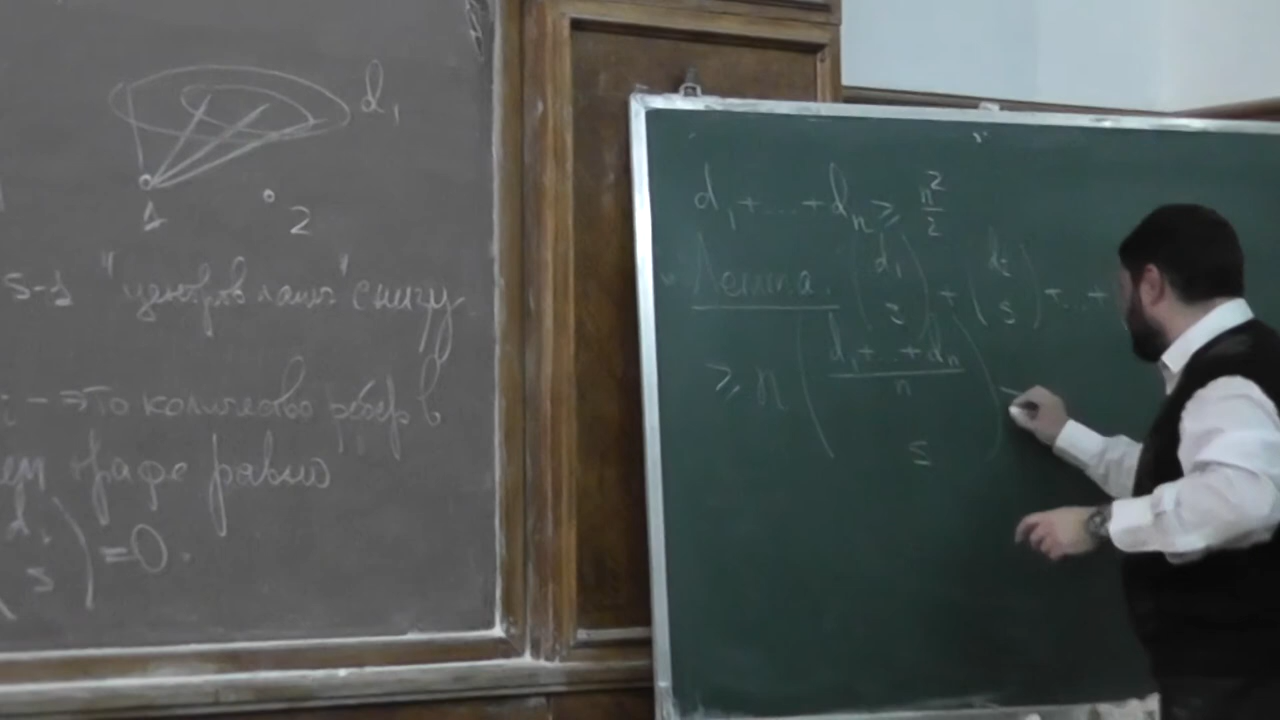 d₁
1
2
s-1 "центров лапы" снизу
i - это количество рёбер в
графе равно
s ) = 0.
d₁ + ... + dₙ ≥ n²/2
Лемма. (d₁ 2) + (d₂ s) + ... +
≥ n ((d₁ + ... + dₙ)/n s)